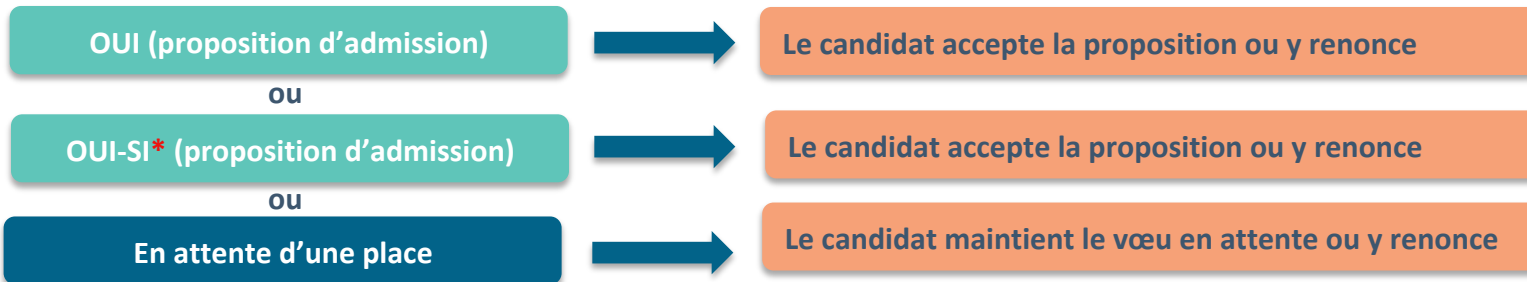 OUI (proposition d’admission)
Le candidat accepte la proposition ou y renonce
ou
OUI-SI* (proposition d’admission)
Le candidat accepte la proposition ou y renonce
ou
En attente d’une place
Le candidat maintient le vœu en attente ou y renonce